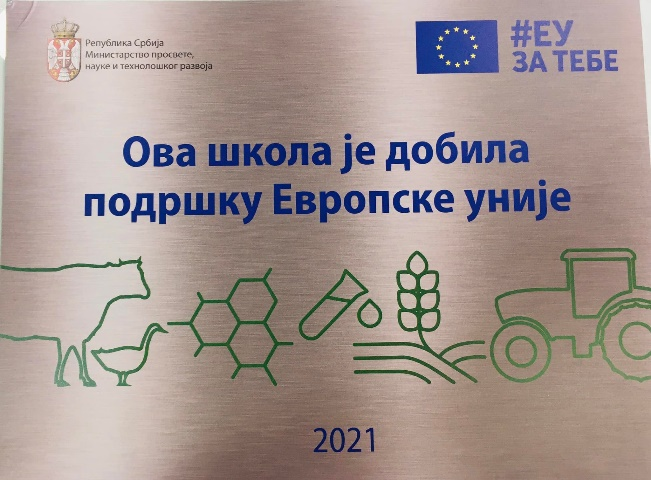 Република Србија
Министарство просвете,
науке и технолошког развоја
#ЕУ
ЗА ТЕБЕ
Ова школа је добила
подршку Европске уније
2021